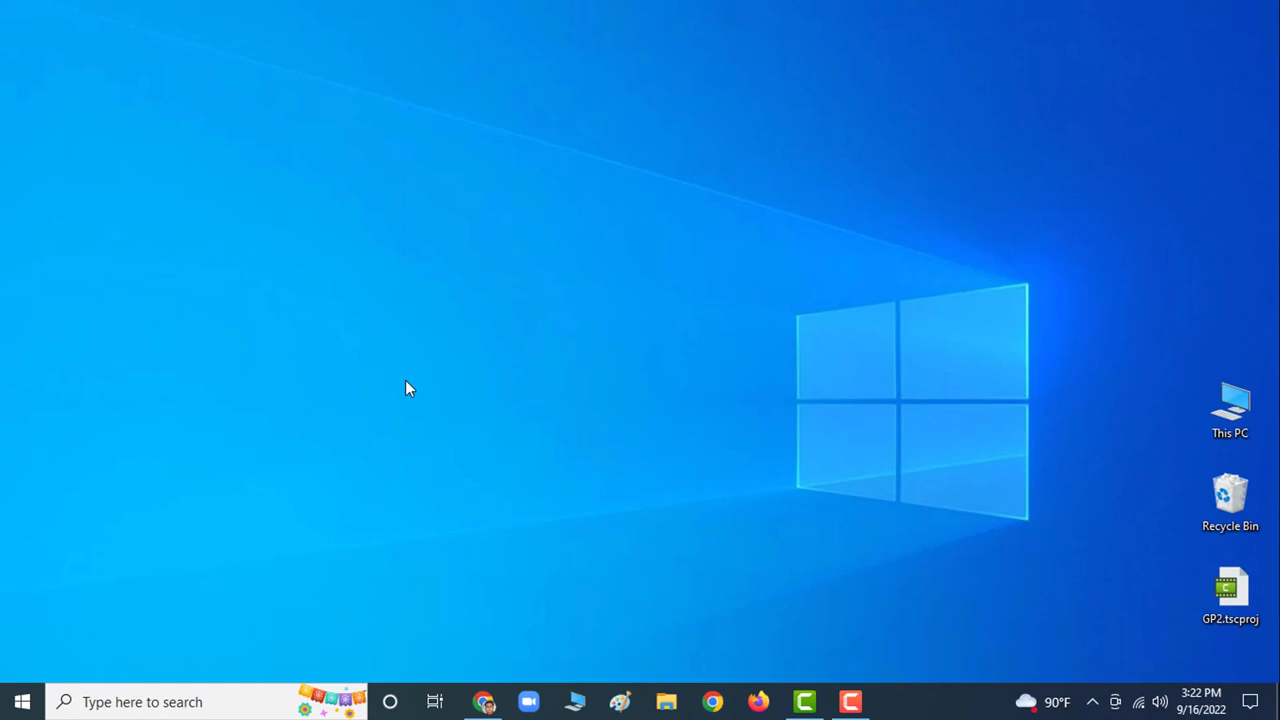 This PC
Recycle Bin
GP2.tscproj
Type here to search
90°F
3:22 PM
9/16/2022